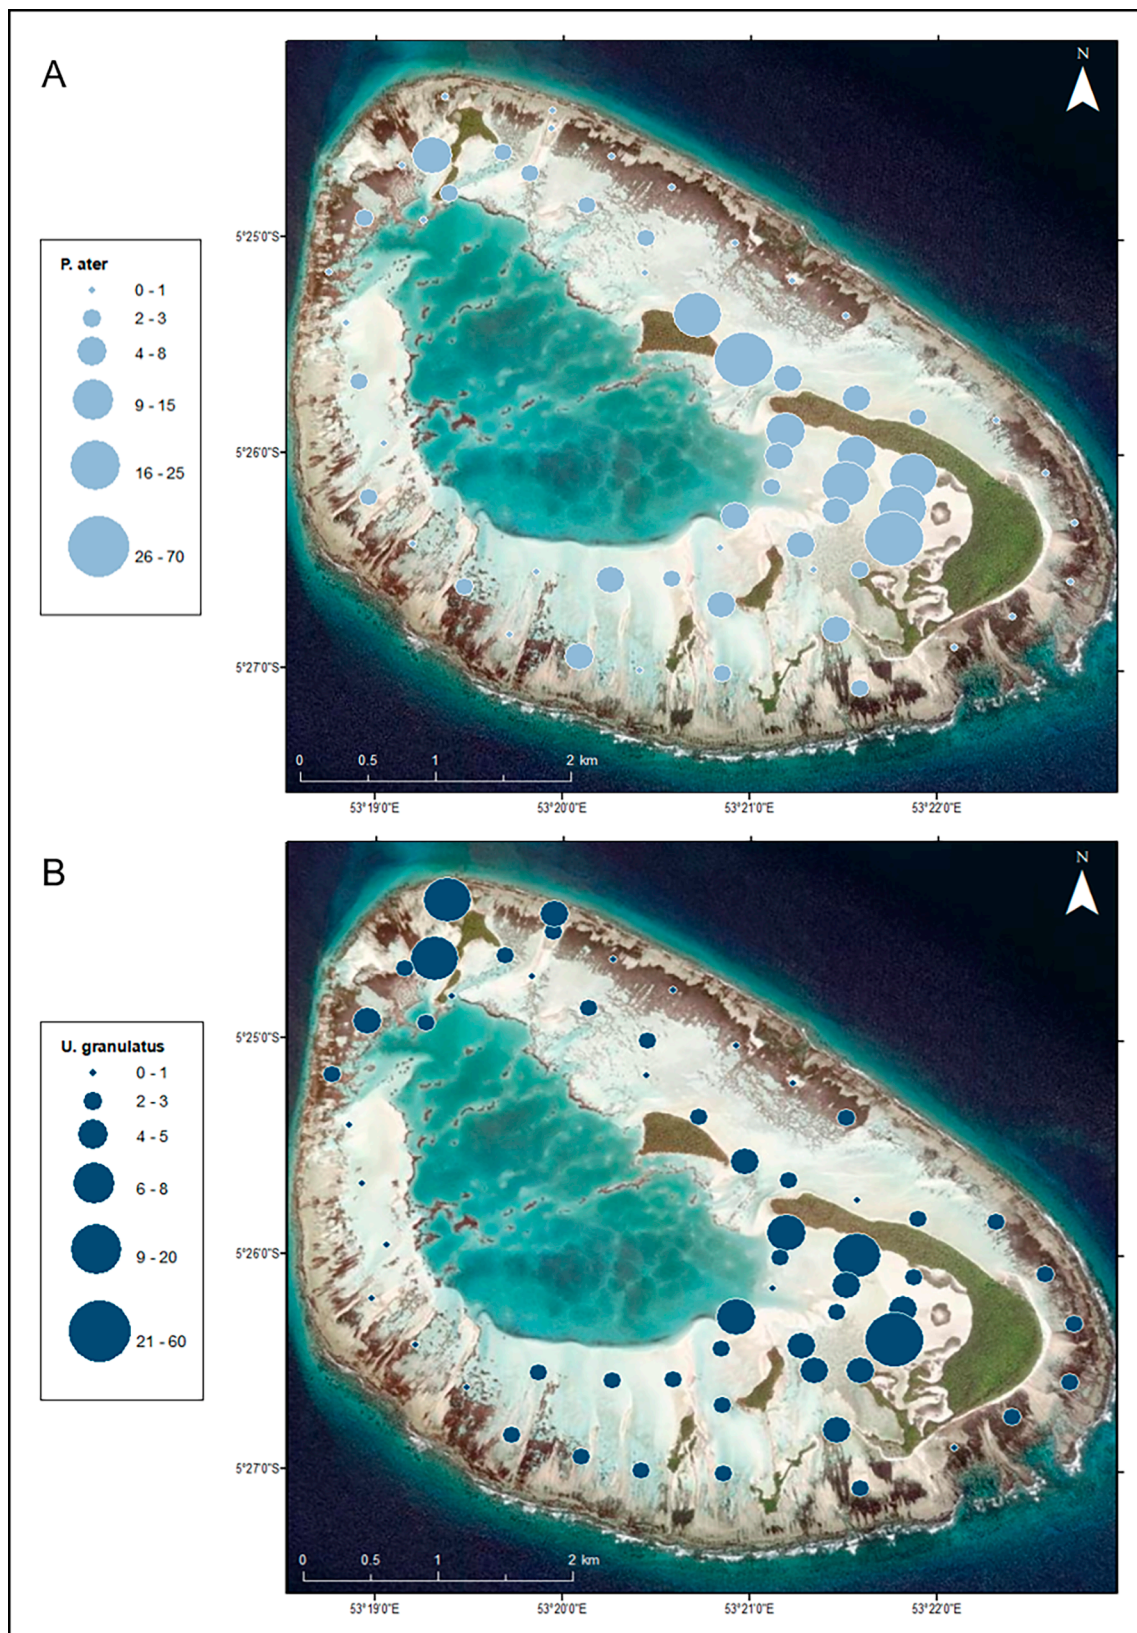 A
N
5°25'0"S
P. ater
0 - 1
2 - 3
4 - 8
9 - 15
16 - 25
26 - 70
5°26'0"S
5°27'0"S
0 0.5 1 2 km
53°19'0"E 53°20'0"E 53°21'0"E 53°22'0"E
B
N
5°25'0"S
U. granulatus
0 - 1
2 - 3
4 - 5
6 - 8
9 - 20
21 - 60
5°26'0"S
5°27'0"S
0 0.5 1 2 km
53°19'0"E 53°20'0"E 53°21'0"E 53°22'0"E